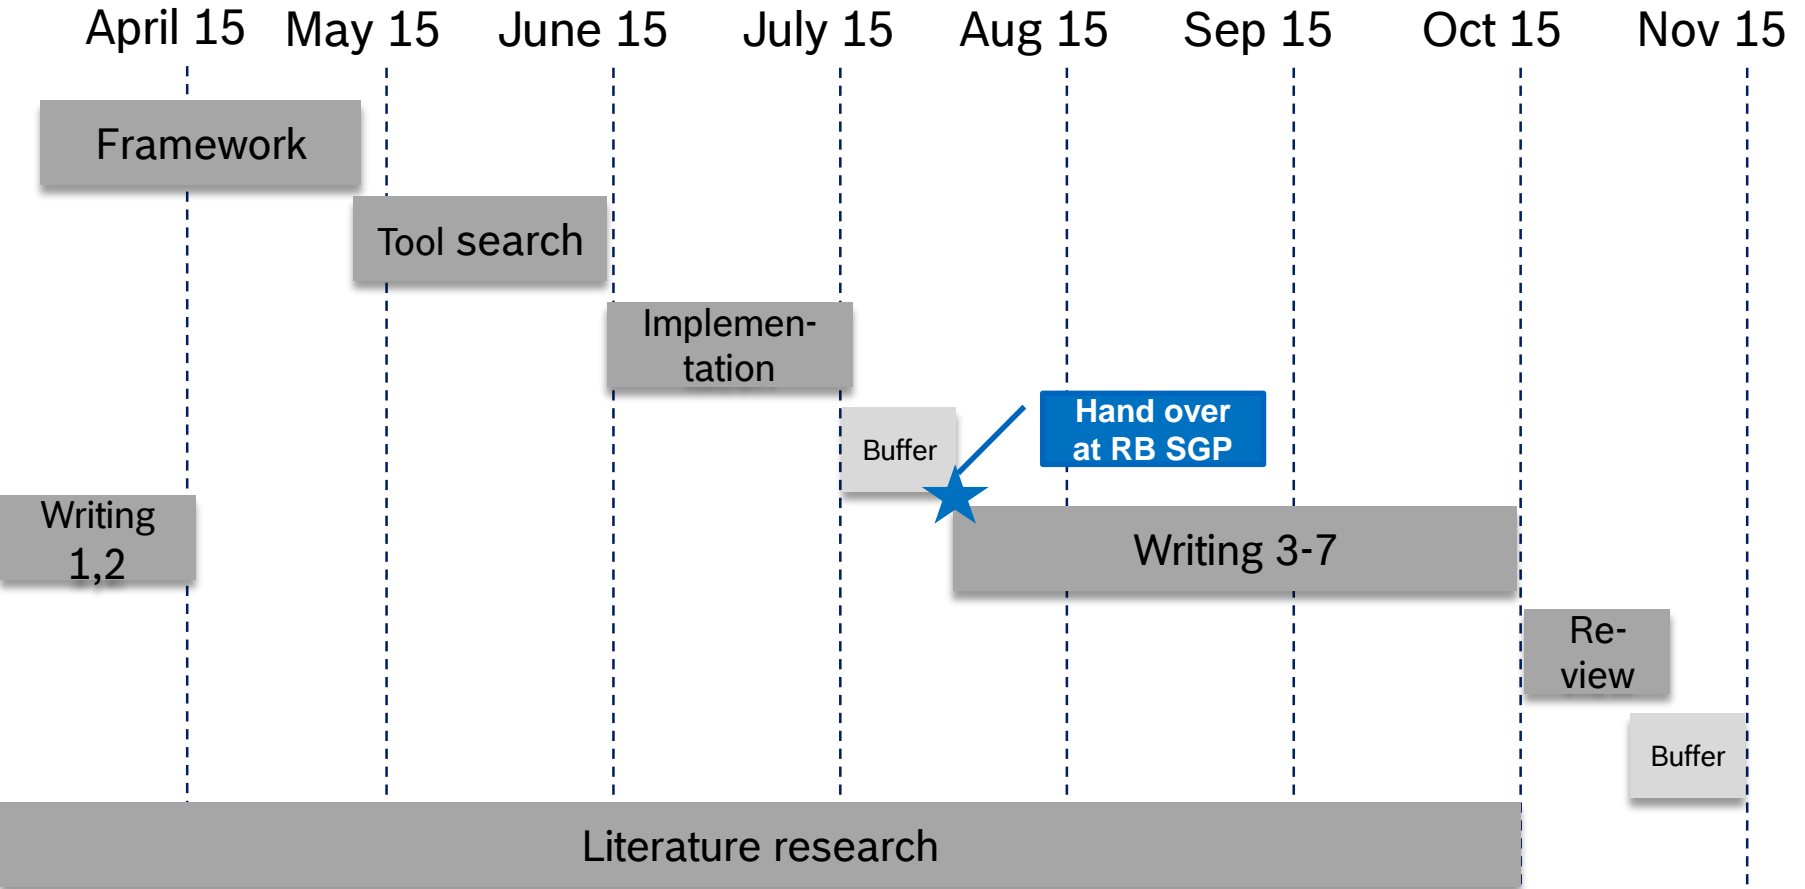 April 15 May 15 June 15 July 15 Aug 15 Sep 15 Oct 15 Nov 15
Framework
Tool search
Implemen-
tation
Buffer
Hand over
at RB SGP
Writing
1,2
Writing 3-7
Re-
view
Buffer
Literature research